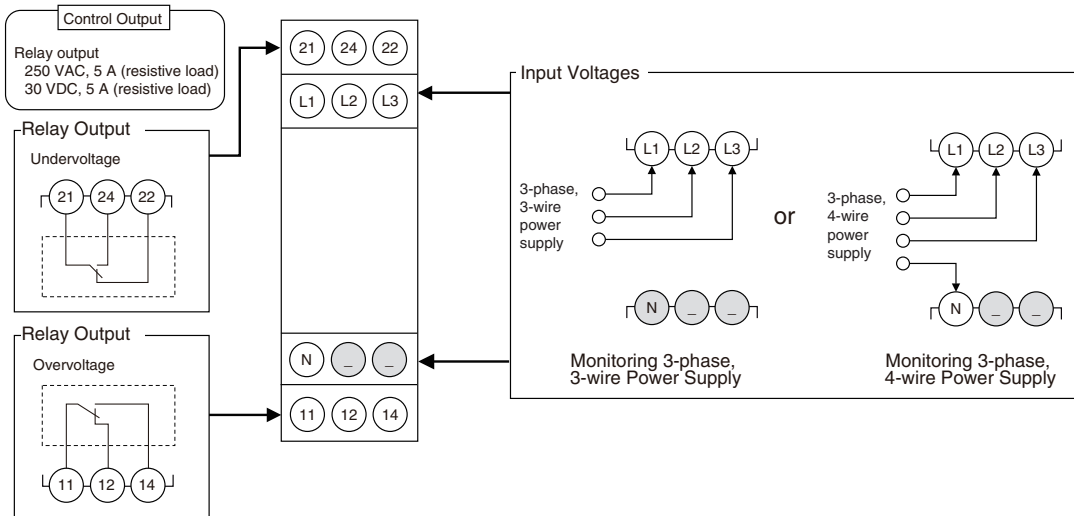 Control Output
Relay output
250 VAC, 5 A (resistive load)
30 VDC, 5 A (resistive load)
Relay Output
Undervoltage
21 24 22
Relay Output
Overvoltage
11 12 14
21 24 22
L1 L2 L3
N _ _
11 12 14
Input Voltages
L1 L2 L3
3-phase,
3-wire
power
supply
N _ _
Monitoring 3-phase,
3-wire Power Supply
or
L1 L2 L3
3-phase,
4-wire
power
supply
N _ _
Monitoring 3-phase,
4-wire Power Supply